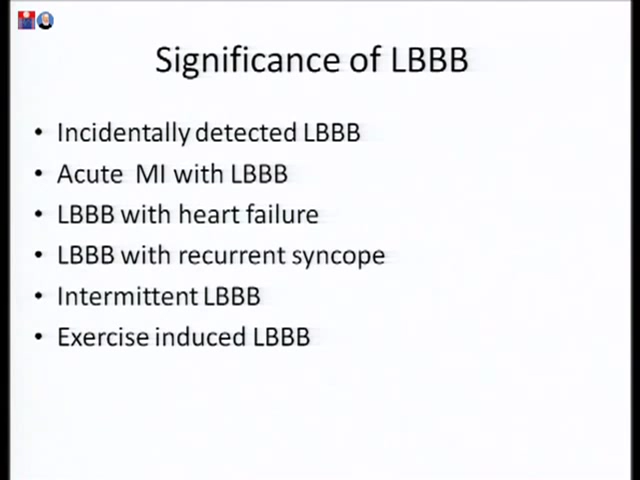 Significance of LBBB
• Incidentally detected LBBB
• Acute MI with LBBB
• LBBB with heart failure
• LBBB with recurrent syncope
• Intermittent LBBB
• Exercise induced LBBB